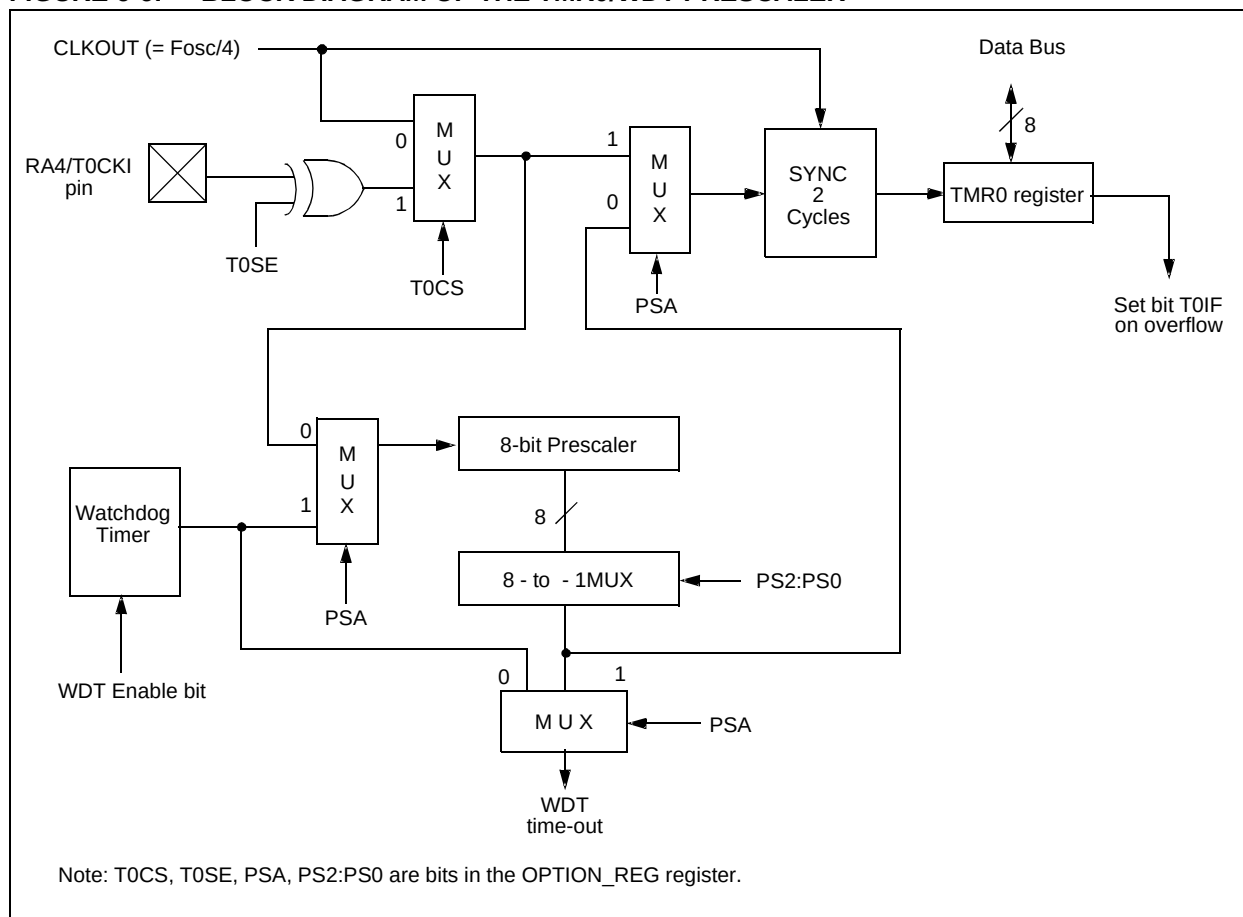 CLKOUT (= Fosc/4)
Data Bus
8
RA4/T0CKI
pin
T0SE
0
1
M
U
X
T0CS
1
0
M
U
X
PSA
SYNC
2
Cycles
TMR0 register
Set bit T0IF
on overflow
0
1
M
U
X
PSA
8-bit Prescaler
8
8 - to - 1MUX
PS2:PS0
Watchdog
Timer
WDT Enable bit
0
1
M U X
PSA
WDT
time-out
Note: T0CS, T0SE, PSA, PS2:PS0 are bits in the OPTION_REG register.